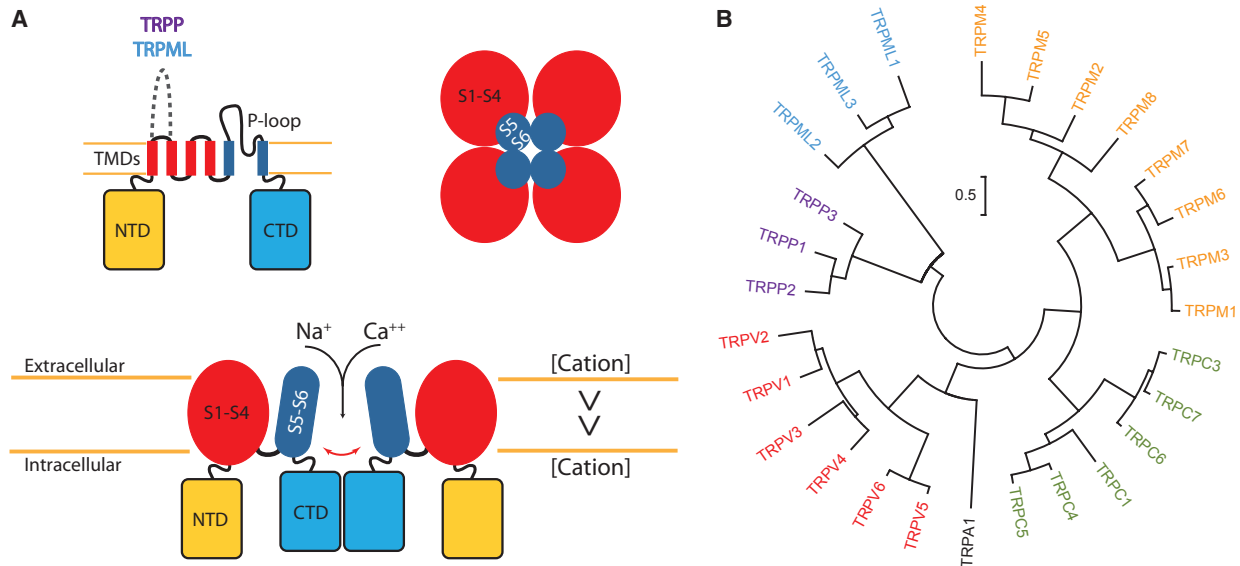 A
TRPP
TRPML
P-loop
TMDs
NTD
CTD
S1-S4
S5
S6
Na⁺
Ca⁺⁺
Extracellular
[Cation]
S1-S4
S5-S6
>
>
Intracellular
[Cation]
NTD
CTD
B
TRPML1
TRPML3
TRPML2
TRPP3
TRPP1
TRPP2
TRPV2
TRPV1
TRPV3
TRPV4
TRPV6
TRPV5
TRPA1
TRPC5
TRPC4
TRPC1
TRPC6
TRPC7
TRPC3
TRPM1
TRPM3
TRPM6
TRPM7
TRPM8
TRPM2
TRPM5
TRPM4
0.5